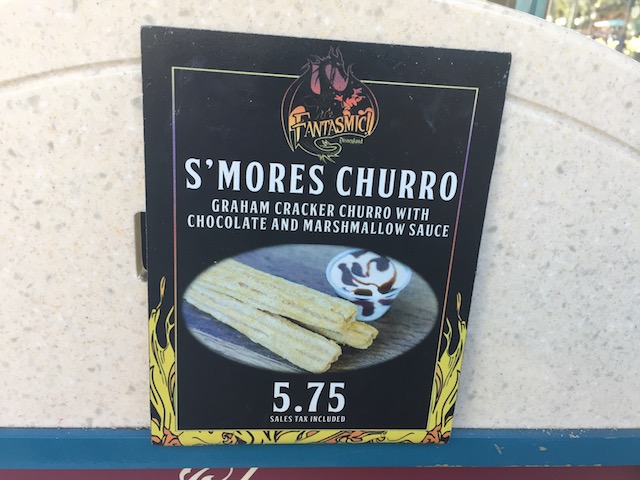 FANTASMIC!
Disneyland
S'MORES CHURRO
GRAHAM CRACKER CHURRO WITH
CHOCOLATE AND MARSHMALLOW SAUCE
5.75
SALES TAX INCLUDED